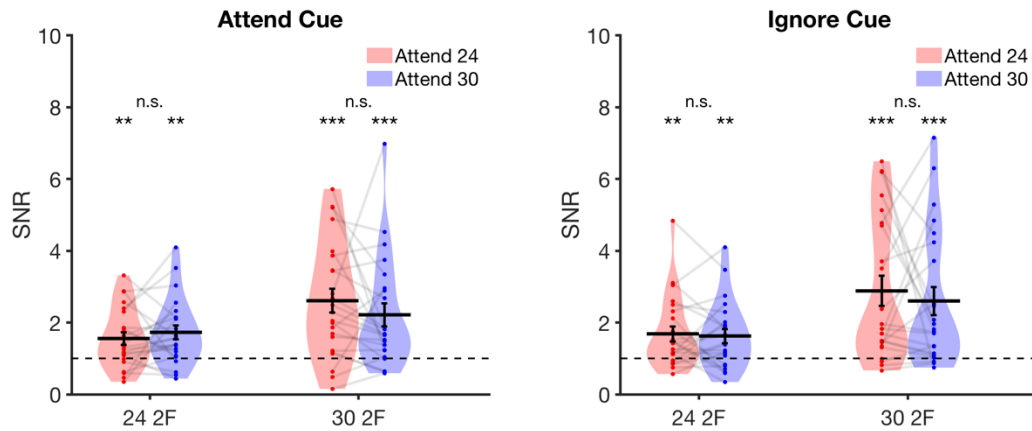 Attend Cue
10
8
6
4
2
0
SNR
Attend 24
Attend 30
n.s.
** **
n.s.
*** ***
24 2F
30 2F
Ignore Cue
10
8
6
4
2
0
SNR
Attend 24
Attend 30
n.s.
** **
n.s.
*** ***
24 2F
30 2F